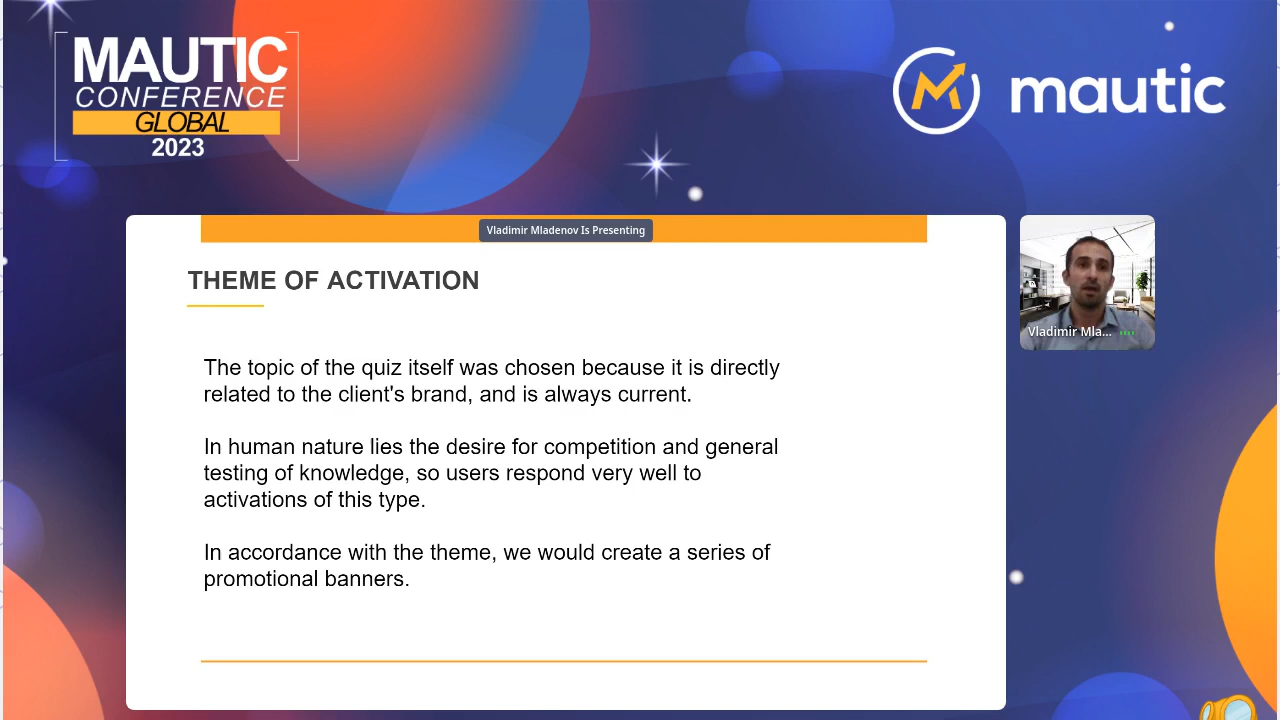 MAUTIC
CONFERENCE
GLOBAL
2023
mautic
Vladimir Mladenov Is Presenting
THEME OF ACTIVATION
The topic of the quiz itself was chosen because it is directly
related to the client's brand, and is always current.
In human nature lies the desire for competition and general
testing of knowledge, so users respond very well to
activations of this type.
In accordance with the theme, we would create a series of
promotional banners.
Vladimir Mla...